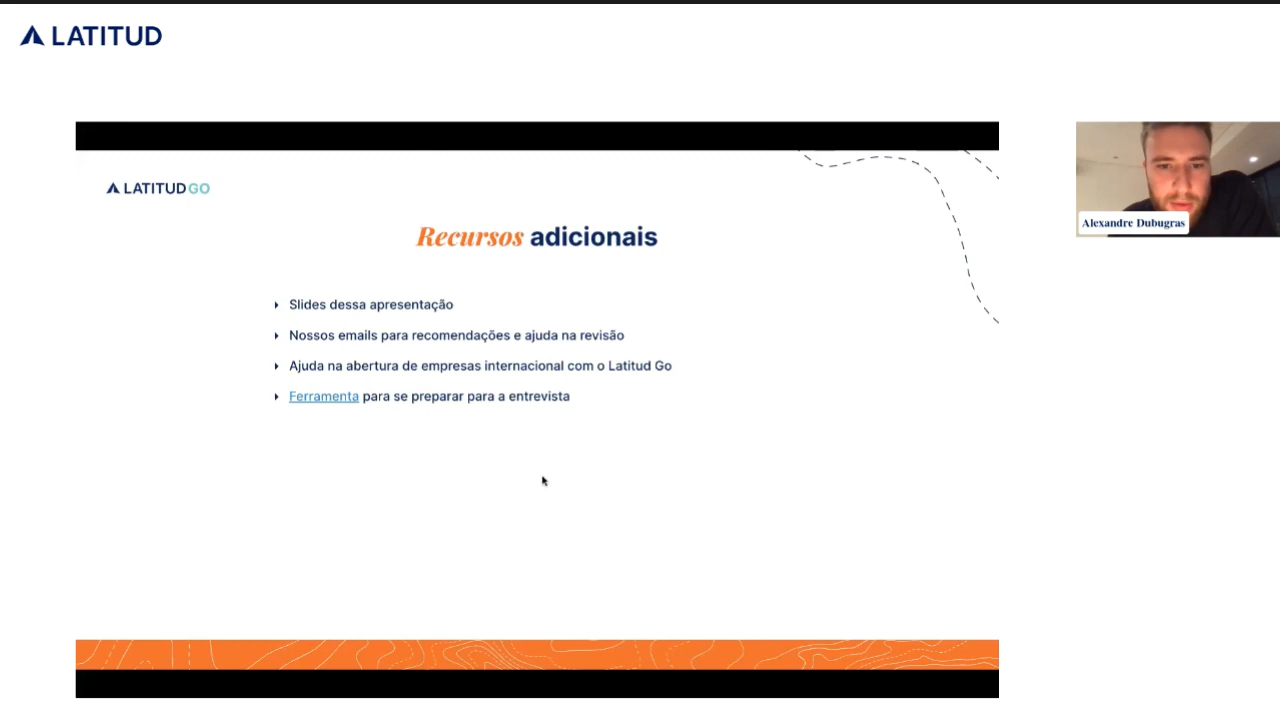 LATITUD
LATITUD GO
Recursos adicionais
Slides dessa apresentação
Nossos emails para recomendações e ajuda na revisão
Ajuda na abertura de empresas internacional com o Latitud Go
Ferramenta para se preparar para a entrevista
Alexandre Dubugras